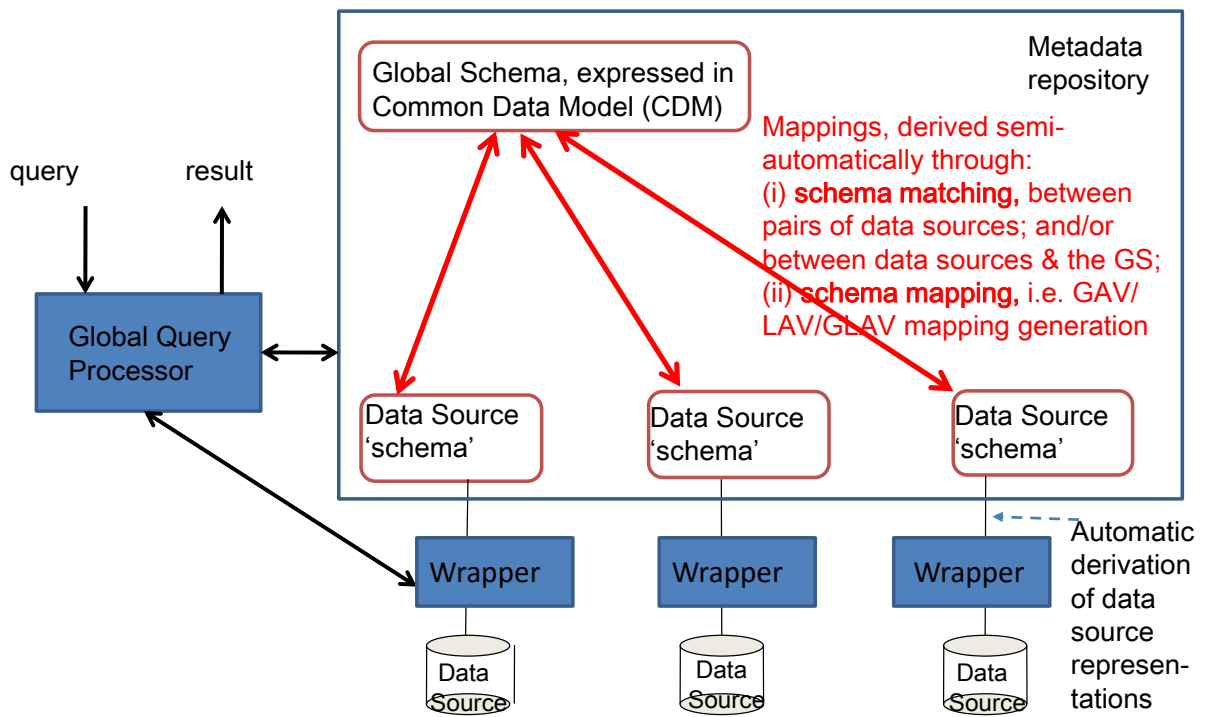 Metadata
repository
Global Schema, expressed in
Common Data Model (CDM)
Mappings, derived semi-
automatically through:
(i) schema matching, between
pairs of data sources; and/or
between data sources & the GS;
(ii) schema mapping, i.e. GAV/
LAV/GLAV mapping generation
query
result
Global Query
Processor
Data Source
‘schema’
Data Source
‘schema’
Data Source
‘schema’
Wrapper
Wrapper
Wrapper
Automatic
derivation
of data
source
represen-
tations
Data
Source
Data
Source
Data
Source